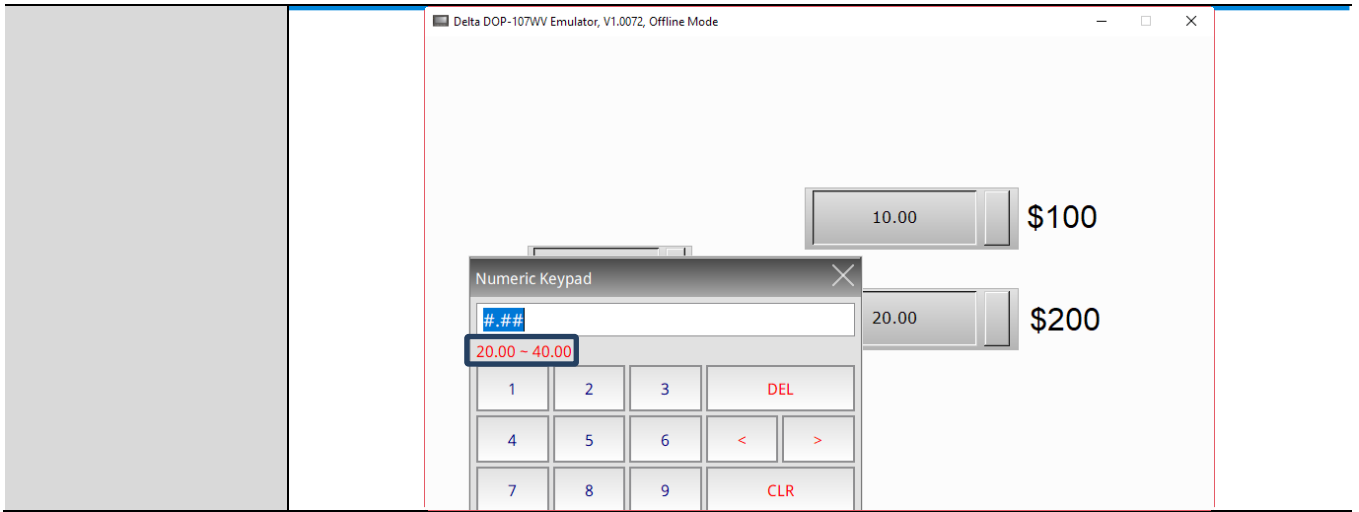 Delta DOP-107WV Emulator, V1.0072, Offline Mode
10.00 $100
Numeric Keypad
#.##
20.00 $200
20.00 ~ 40.00
1 2 3 DEL
4 5 6 < >
7 8 9 CLR